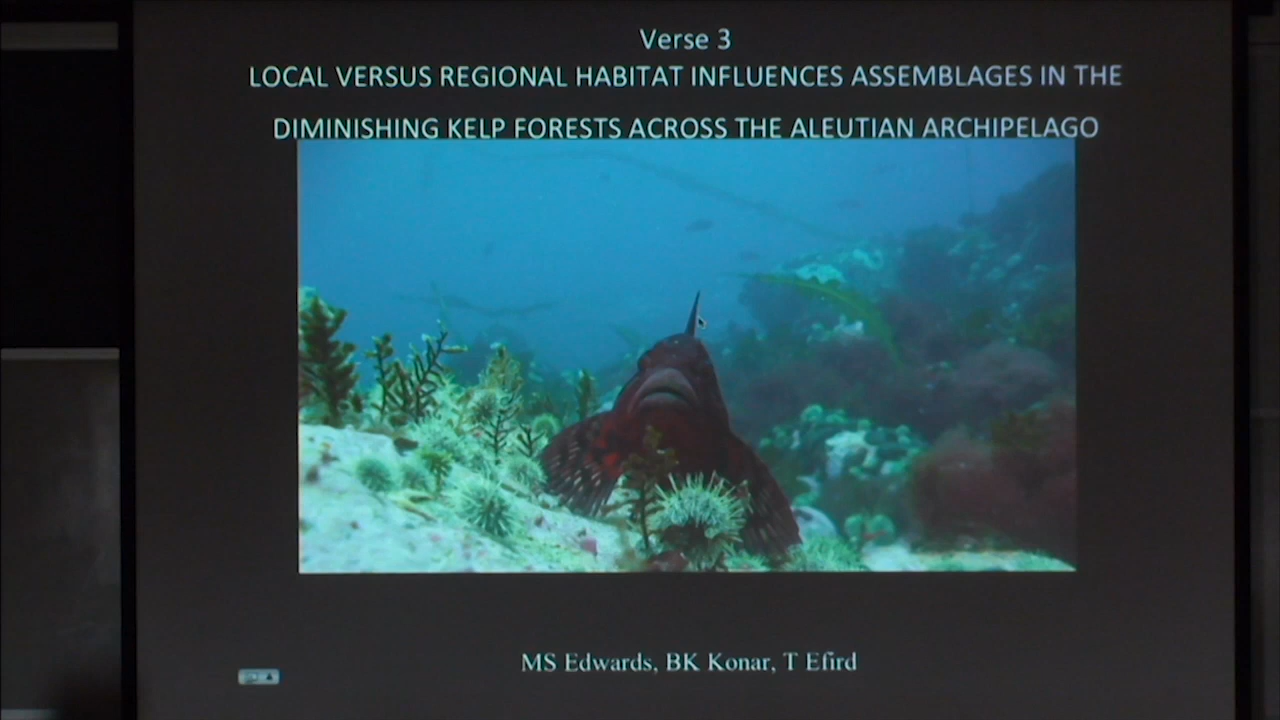 Verse 3
LOCAL VERSUS REGIONAL HABITAT INFLUENCES ASSEMBLAGES IN THE
DIMINISHING KELP FORESTS ACROSS THE ALEUTIAN ARCHIPELAGO
MS Edwards, BK Konar, T Efird